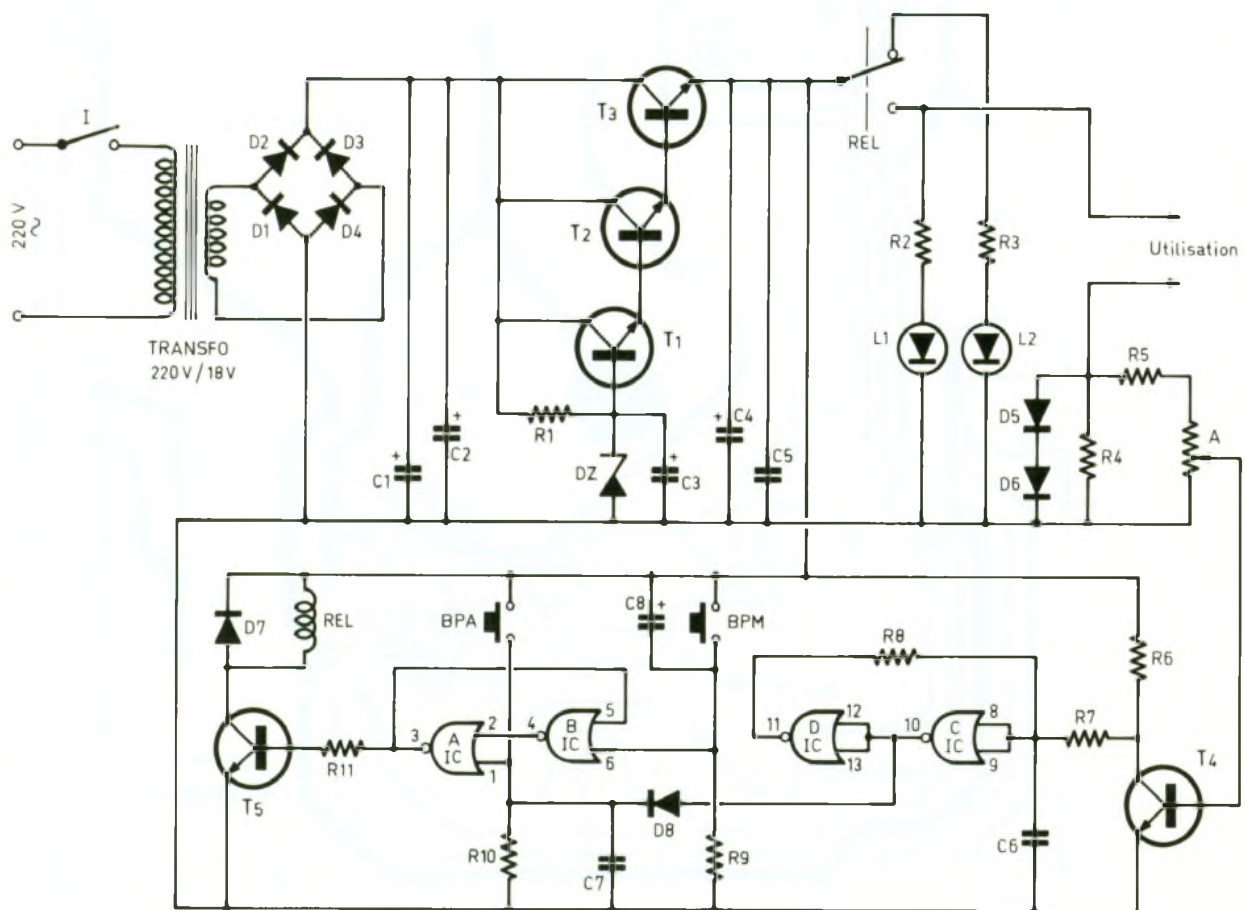 I
220 V
~
TRANSFO
220 V / 18 V
D2
D3
D1
D4
C1
+
C2
+
T3
T2
T1
R1
DZ
C3
+
C4
+
C5
REL
R2
R3
L1
L2
Utilisation
D5
D6
R4
R5
A
D7
REL
BPA
C8
+
BPM
R8
R6
R7
T4
T5
R11
3
A
IC
2
1
4
B
IC
5
6
11
D
IC
12
13
10
C
IC
8
9
D8
R10
C7
R9
C6